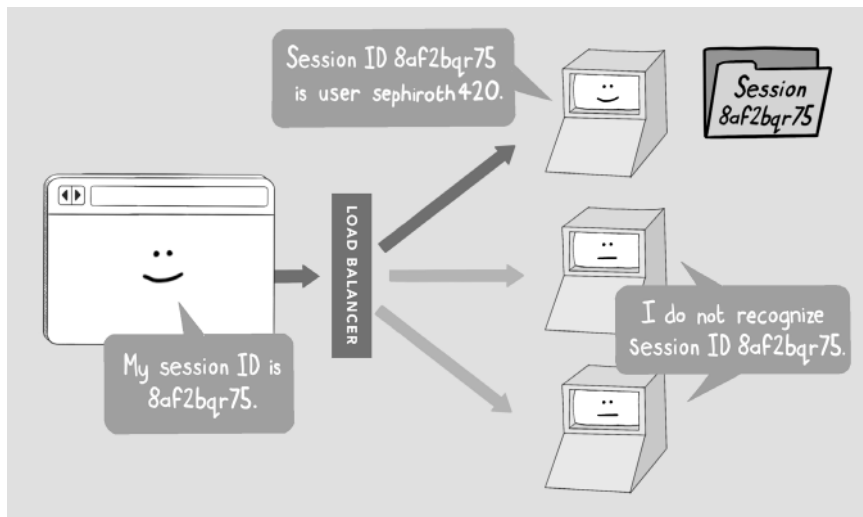 Session ID 8af2bqr75
is user sephiroth420.
Session
8af2bqr75
LOAD BALANCER
I do not recognize
session ID 8af2bqr75.
My session ID is
8af2bqr75.